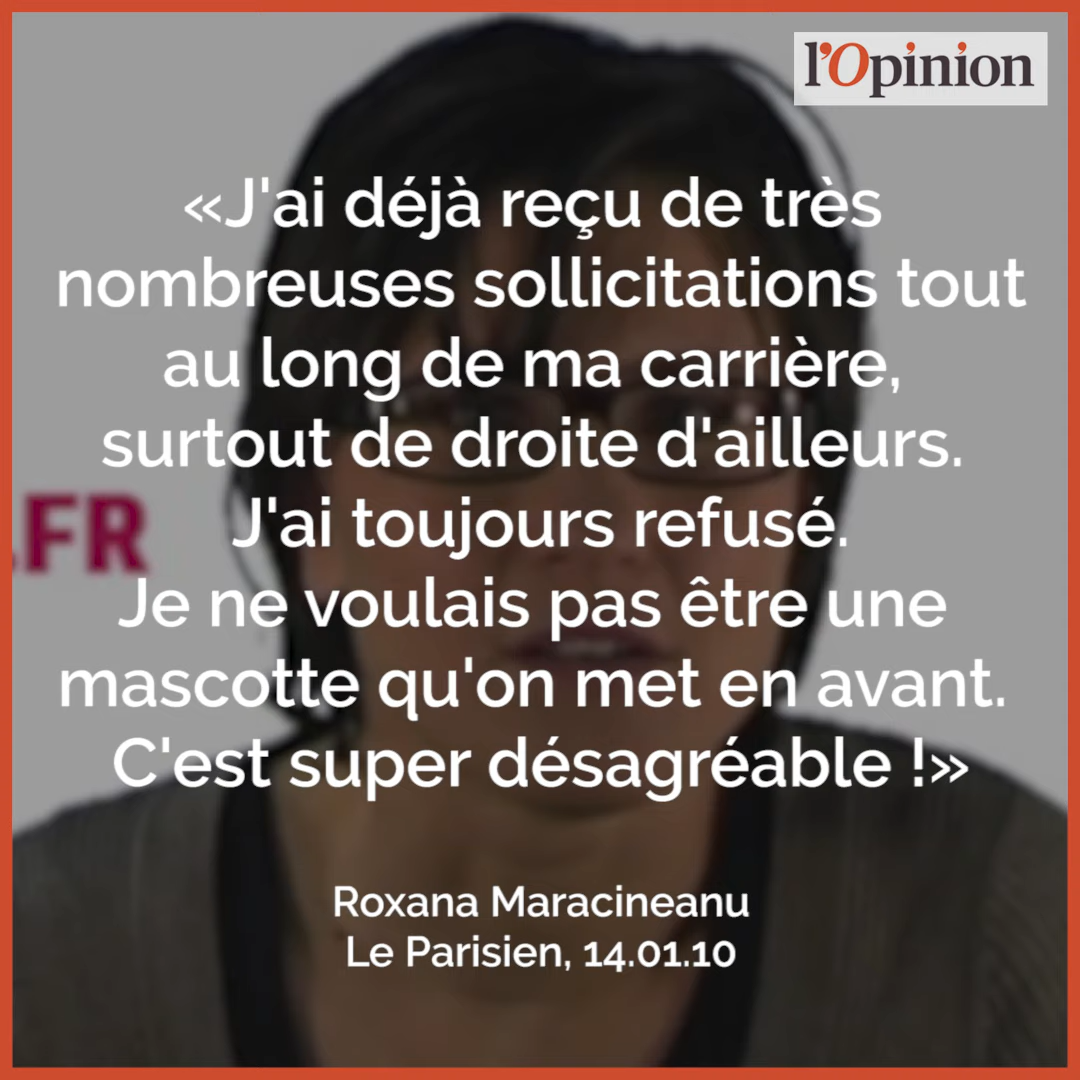 l'Opinion
«J'ai déjà reçu de très
nombreuses sollicitations tout
au long de ma carrière,
surtout de droite d'ailleurs.
.FR
J'ai toujours refusé.
Je ne voulais pas être une
mascotte qu'on met en avant.
C'est super désagréable !»
Roxana Maracineanu
Le Parisien, 14.01.10